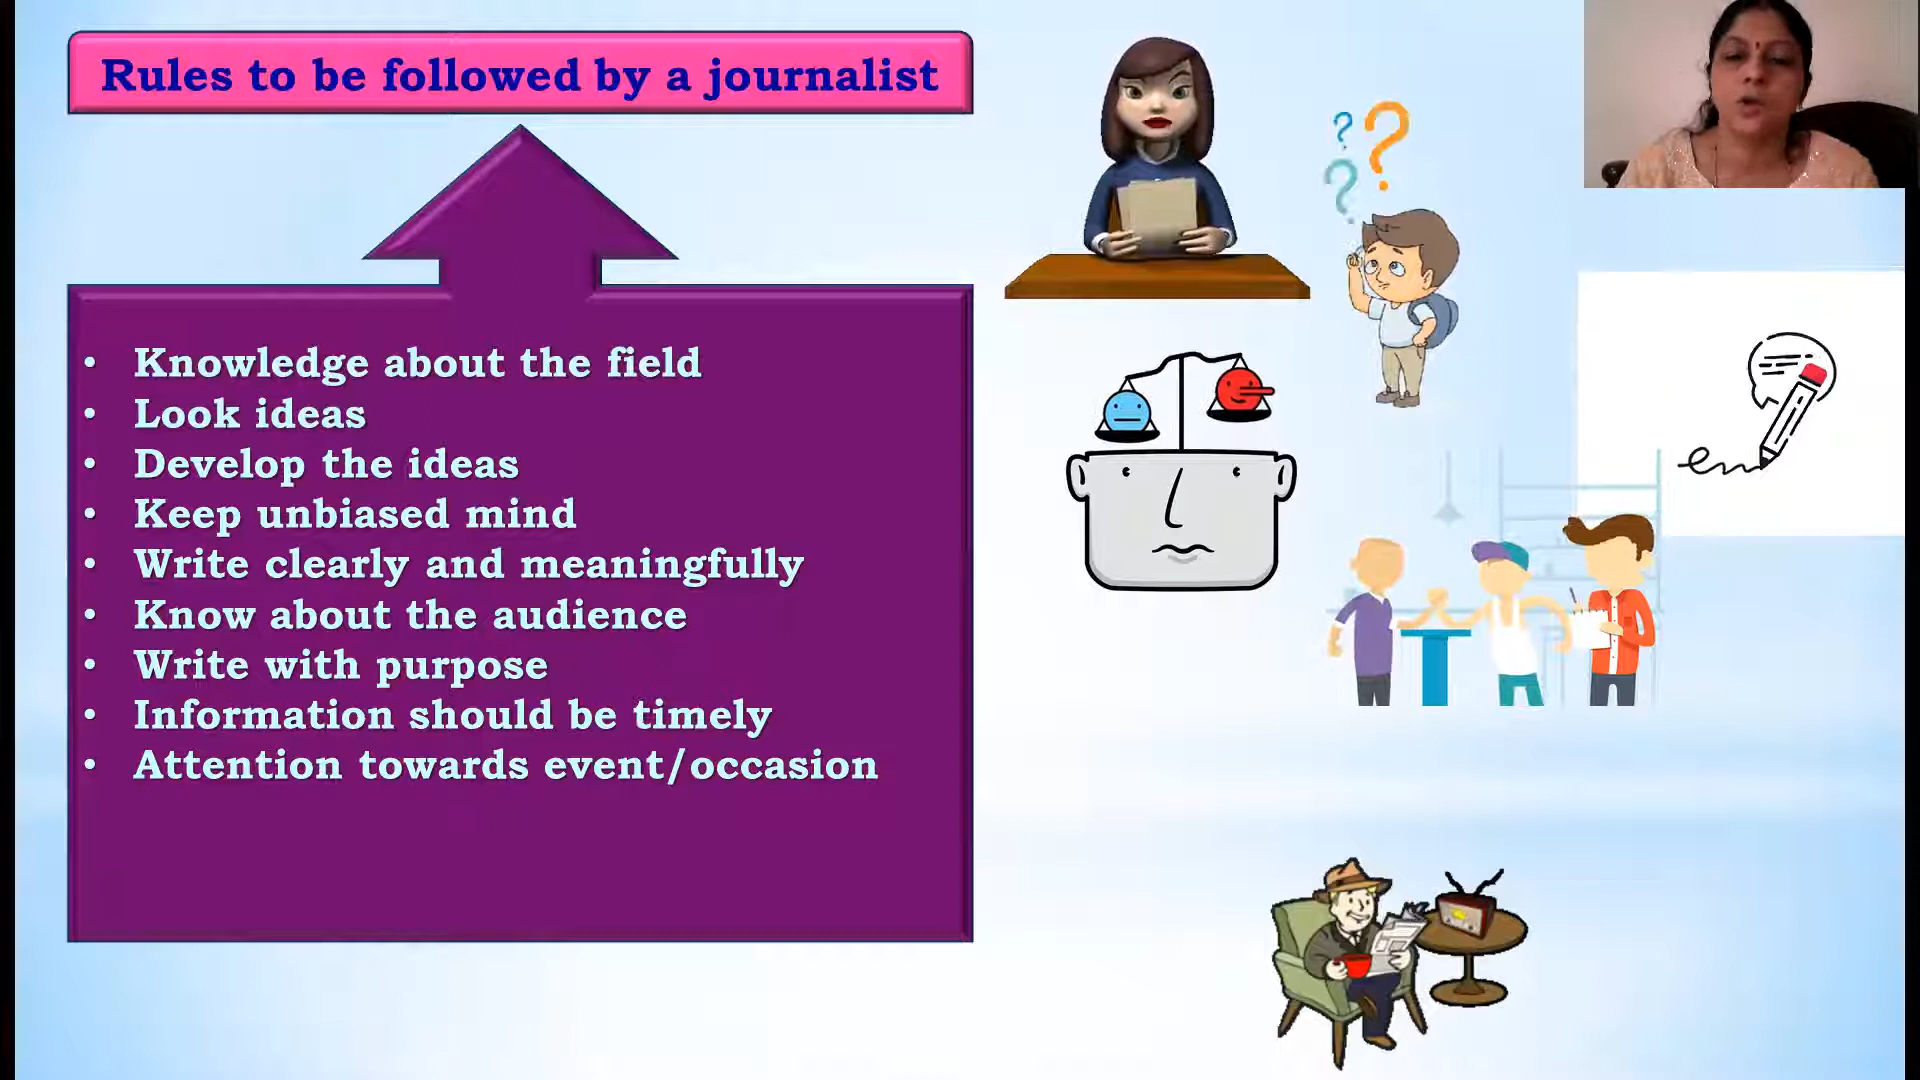 Rules to be followed by a journalist
• Knowledge about the field
• Look ideas
• Develop the ideas
• Keep unbiased mind
• Write clearly and meaningfully
• Know about the audience
• Write with purpose
• Information should be timely
• Attention towards event/occasion